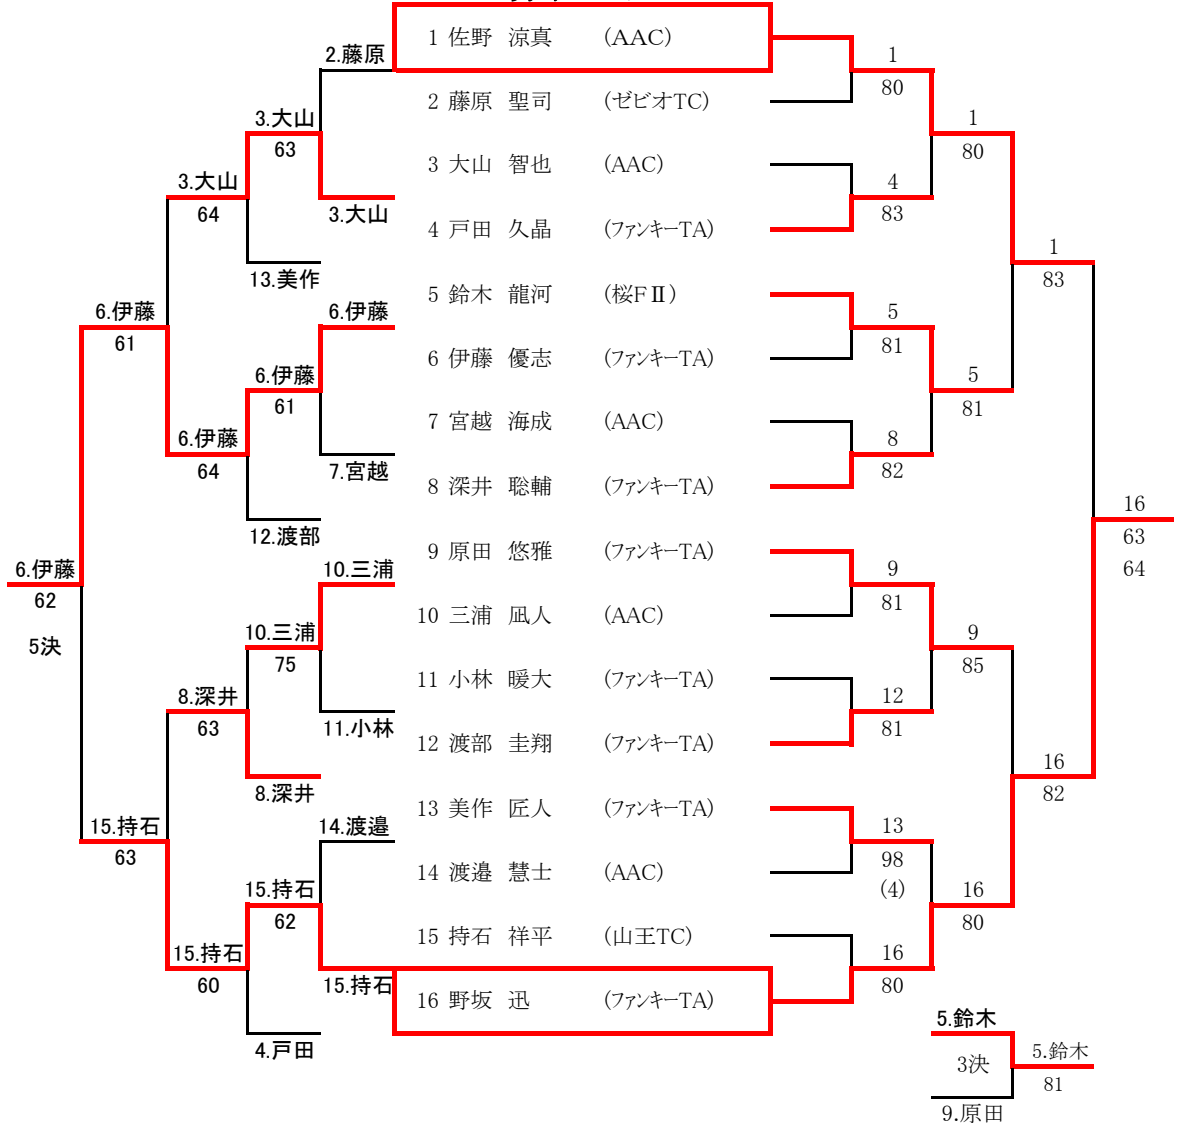 1 佐野 涼真 (AAC)
2 藤原 聖司 (ゼビオTC)
3 大山 智也 (AAC)
4 戸田 久晶 (ファンキーTA)
5 鈴木 龍河 (桜FⅡ)
6 伊藤 優志 (ファンキーTA)
7 宮越 海成 (AAC)
8 深井 聡輔 (ファンキーTA)
9 原田 悠雅 (ファンキーTA)
10 三浦 凪人 (AAC)
11 小林 暖大 (ファンキーTA)
12 渡部 圭翔 (ファンキーTA)
13 美作 匠人 (ファンキーTA)
14 渡邉 慧士 (AAC)
15 持石 祥平 (山王TC)
16 野坂 迅 (ファンキーTA)
1
80
4
83
5
81
8
82
9
81
12
81
13
98
(4)
16
80
1
80
5
81
9
85
16
80
1
83
16
82
16
63
64
2.藤原
3.大山
6.伊藤
7.宮越
10.三浦
11.小林
14.渡邉
15.持石
3.大山
63
13.美作
6.伊藤
61
12.渡部
10.三浦
75
8.深井
15.持石
62
4.戸田
3.大山
64
6.伊藤
64
8.深井
63
15.持石
60
6.伊藤
61
15.持石
63
6.伊藤
62
5決
5.鈴木
3決
9.原田
5.鈴木
81